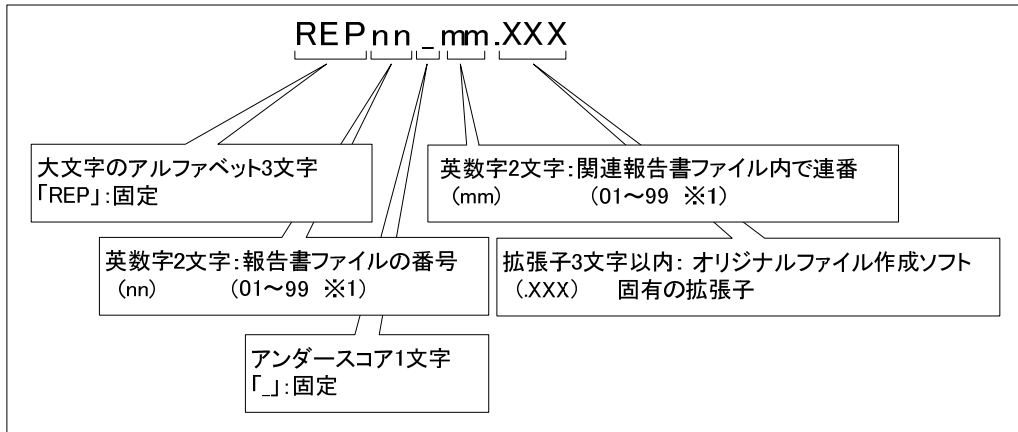 REPnn_mm.XXX
大文字のアルファベット3文字
「REP」:固定
英数字2文字:関連報告書ファイル内で連番
(mm) (01～99 ※1)
英数字2文字:報告書ファイルの番号
(nn) (01～99 ※1)
拡張子3文字以内: オリジナルファイル作成ソフト
(.XXX) 固有の拡張子
アンダースコア1文字
「_」:固定